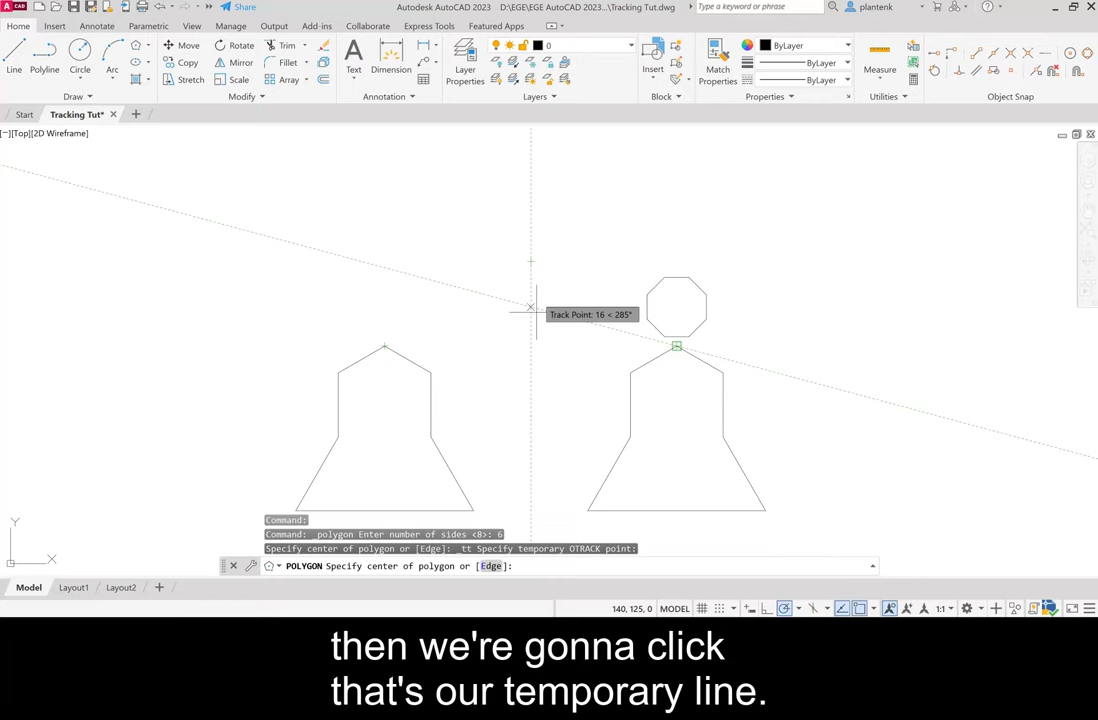 CAD
Share
Autodesk AutoCAD 2023 D:\EGE\EGE AutoCAD 2023...\Tracking Tut.dwg
Type a keyword or phrase
plantenk
Home Insert Annotate Parametric View Manage Output Collaborate Express Tools Featured Apps
Line Polyline Circle Arc
Move Rotate Trim
Copy Mirror Fillet
Stretch Scale Array
Text Dimension
Layer Properties
0
Insert
Match Properties
ByLayer
ByLayer
ByLayer
Measure
Draw Modify Annotation Layers Block Properties Utilities Object Snap
Start Tracking Tut*
[−][Top][2D Wireframe]
Track Point: 16 < 285°
Y
X
Command:
Command: _polygon Enter number of sides <8>: 6
Specify center of polygon or [Edge]: _tt Specify temporary OTRACK point:
POLYGON Specify center of polygon or [Edge]:
Model Layout1 Layout2
140, 125, 0 MODEL 1:1
then we're gonna click
that's our temporary line.